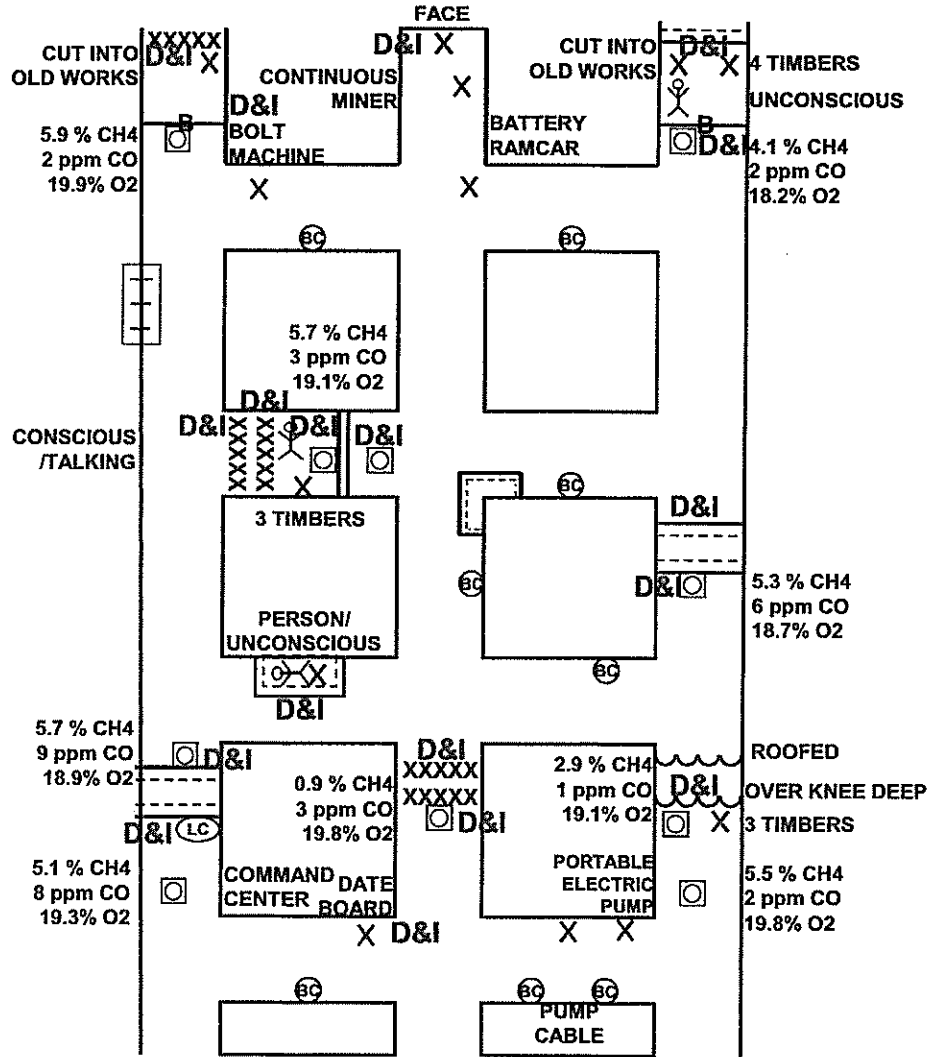 FACE
XXXXX
D&I
X
CUT INTO
OLD WORKS
D&I
X
CONTINUOUS
MINER
X
CUT INTO
OLD WORKS
D&I
X
X
4 TIMBERS
UNCONSCIOUS
B
5.9 % CH4
2 ppm CO
19.9% O2
D&I
BOLT
MACHINE
BATTERY
RAMCAR
B
D&I
4.1 % CH4
2 ppm CO
18.2% O2
X
X
BC
BC
5.7 % CH4
3 ppm CO
19.1% O2
D&I
D&I
D&I
D&I
CONSCIOUS
/TALKING
XXXXX
XXXXX
X
3 TIMBERS
BC
D&I
BC
D&I
5.3 % CH4
6 ppm CO
18.7% O2
PERSON/
UNCONSCIOUS
X
D&I
BC
5.7 % CH4
9 ppm CO
18.9% O2
D&I
0.9 % CH4
3 ppm CO
19.8% O2
D&I
XXXXX
XXXXX
D&I
2.9 % CH4
1 ppm CO
19.1% O2
ROOFED
D&I
OVER KNEE DEEP
X
3 TIMBERS
D&I
LC
5.1 % CH4
8 ppm CO
19.3% O2
COMMAND
CENTER
DATE
BOARD
PORTABLE
ELECTRIC
PUMP
5.5 % CH4
2 ppm CO
19.8% O2
X
D&I
X
X
BC
BC
BC
PUMP
CABLE